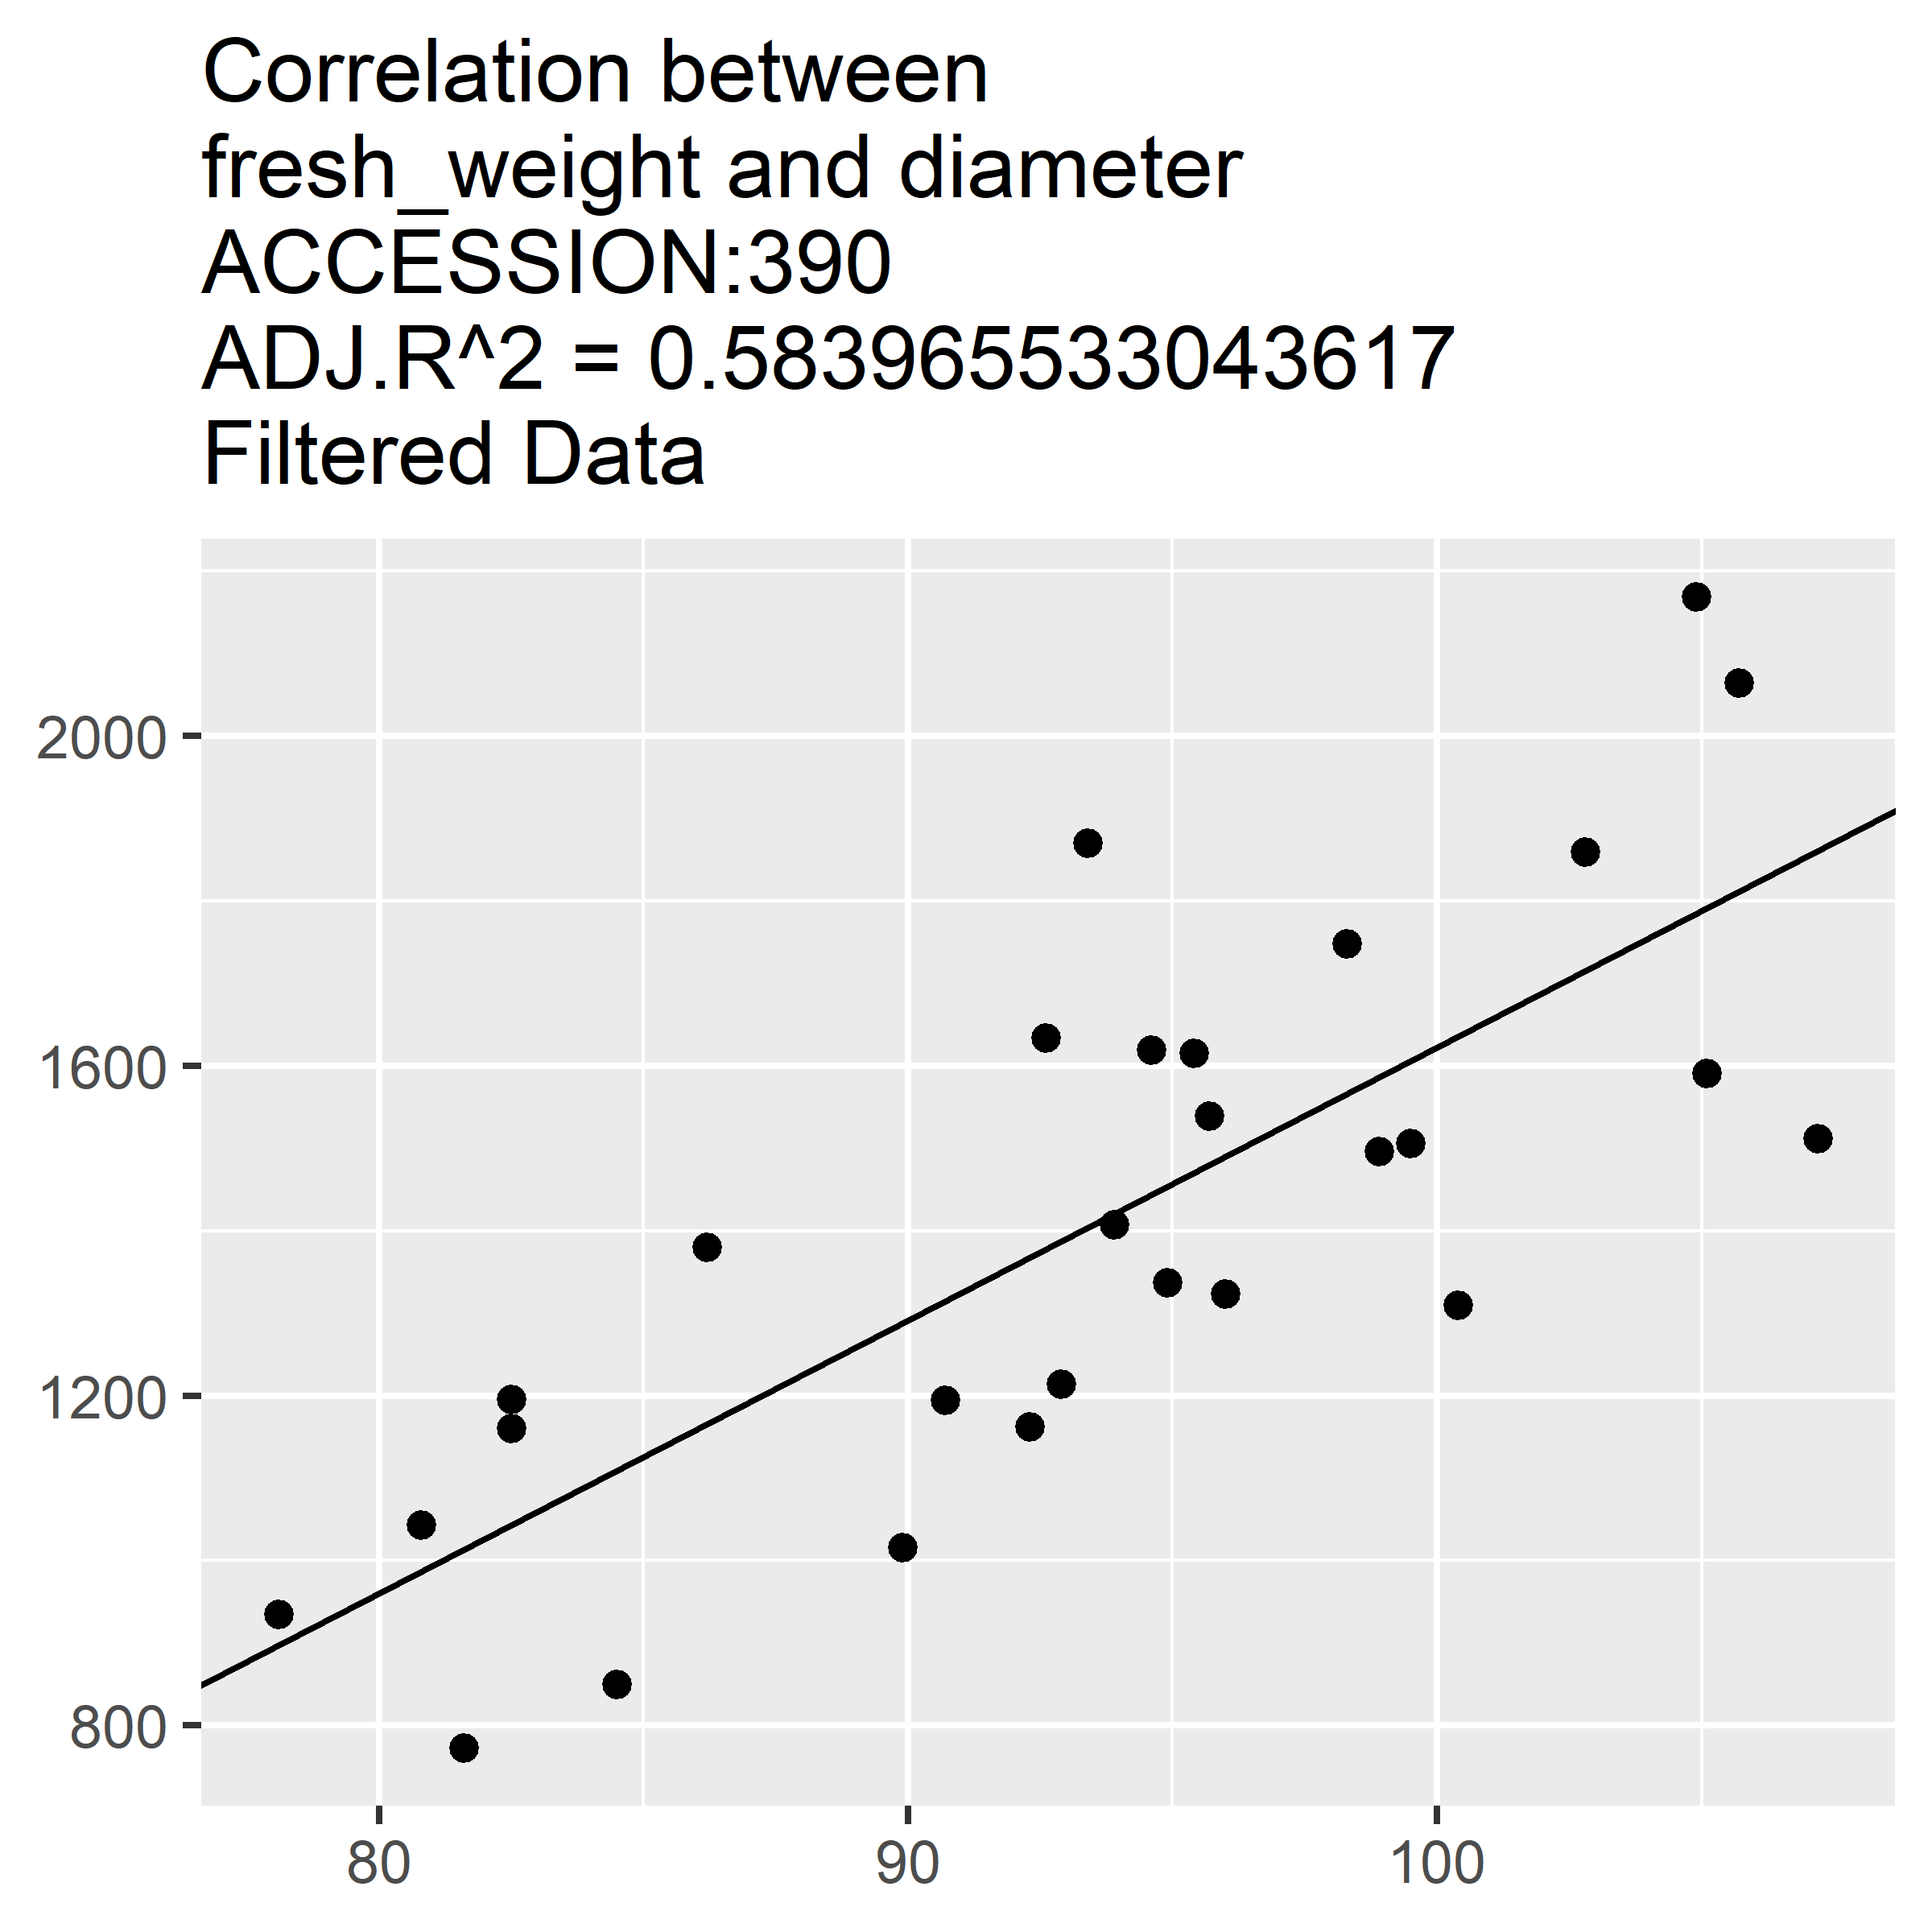 Correlation between
fresh_weight and diameter
ACCESSION:390
ADJ.R^2 = 0.583965533043617
Filtered Data
2000
1600
1200
800
80 90 100